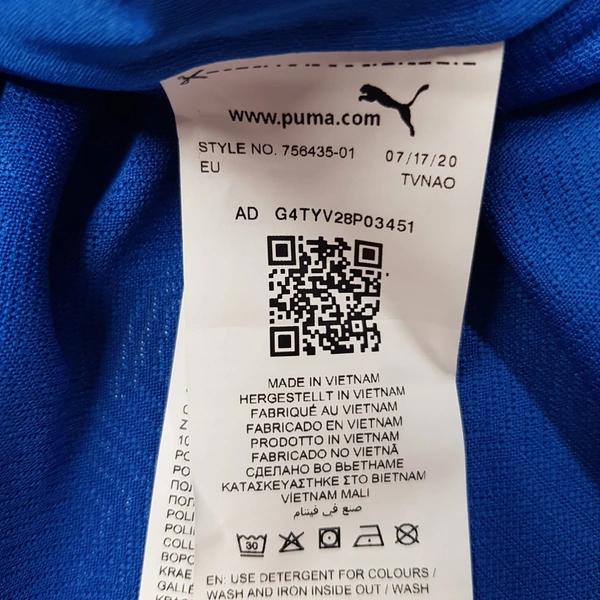 www.puma.com
STYLE NO. 756435-01 07/17/20
EU TVNAO
AD G4TYV28P03451
MADE IN VIETNAM
HERGESTELLT IN VIETNAM
FABRIQUÉ AU VIETNAM
FABRICADO EN VIETNAM
PRODOTTO IN VIETNAM
FABRICADO NO VIETNÃ
СДЕЛАНО ВО ВЬЕТНАМЕ
ΚΑΤΑΣΚΕΥΑΣΤΗΚΕ ΣΤΟ ΒΙΕΤΝΑΜ
VIETNAM MALI
صنع في فيتنام
30
EN: USE DETERGENT FOR COLOURS /
WASH AND IRON INSIDE OUT / WASH